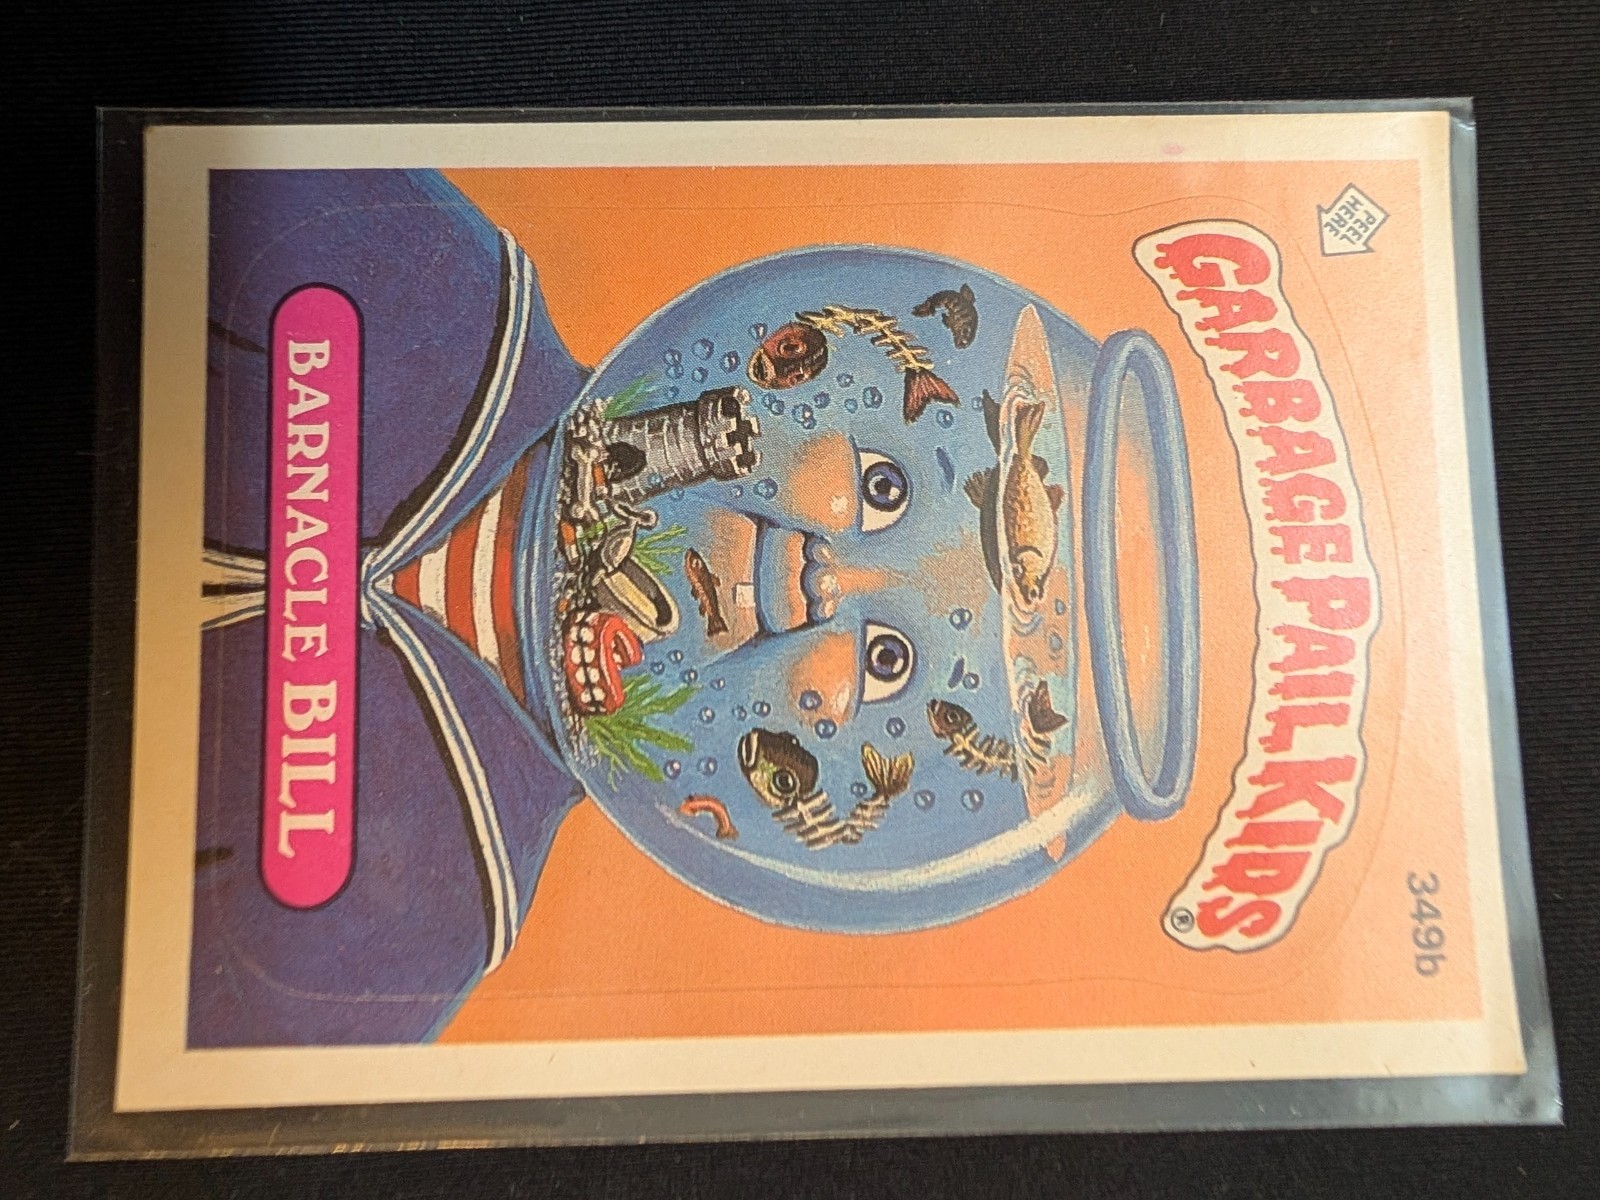 PEEL
HERE
349b
GARBAGE PAIL KIDS®
BARNACLE BILL